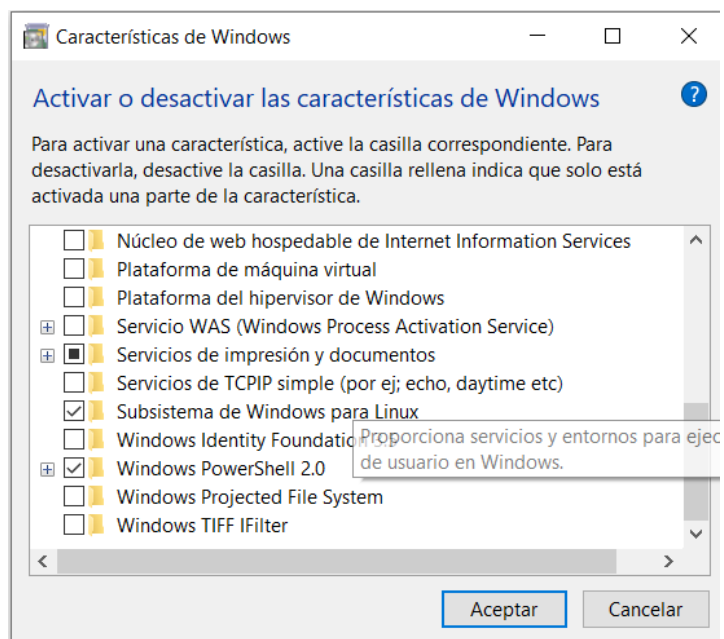 Características de Windows
Activar o desactivar las características de Windows
?
Para activar una característica, active la casilla correspondiente. Para
desactivarla, desactive la casilla. Una casilla rellena indica que solo está
activada una parte de la característica.
Núcleo de web hospedable de Internet Information Services
Plataforma de máquina virtual
Plataforma del hipervisor de Windows
Servicio WAS (Windows Process Activation Service)
Servicios de impresión y documentos
Servicios de TCPIP simple (por ej; echo, daytime etc)
Subsistema de Windows para Linux
Windows Identity Foundation 3.5
Proporciona servicios y entornos para ejec
de usuario en Windows.
Windows PowerShell 2.0
Windows Projected File System
Windows TIFF IFilter
Aceptar
Cancelar